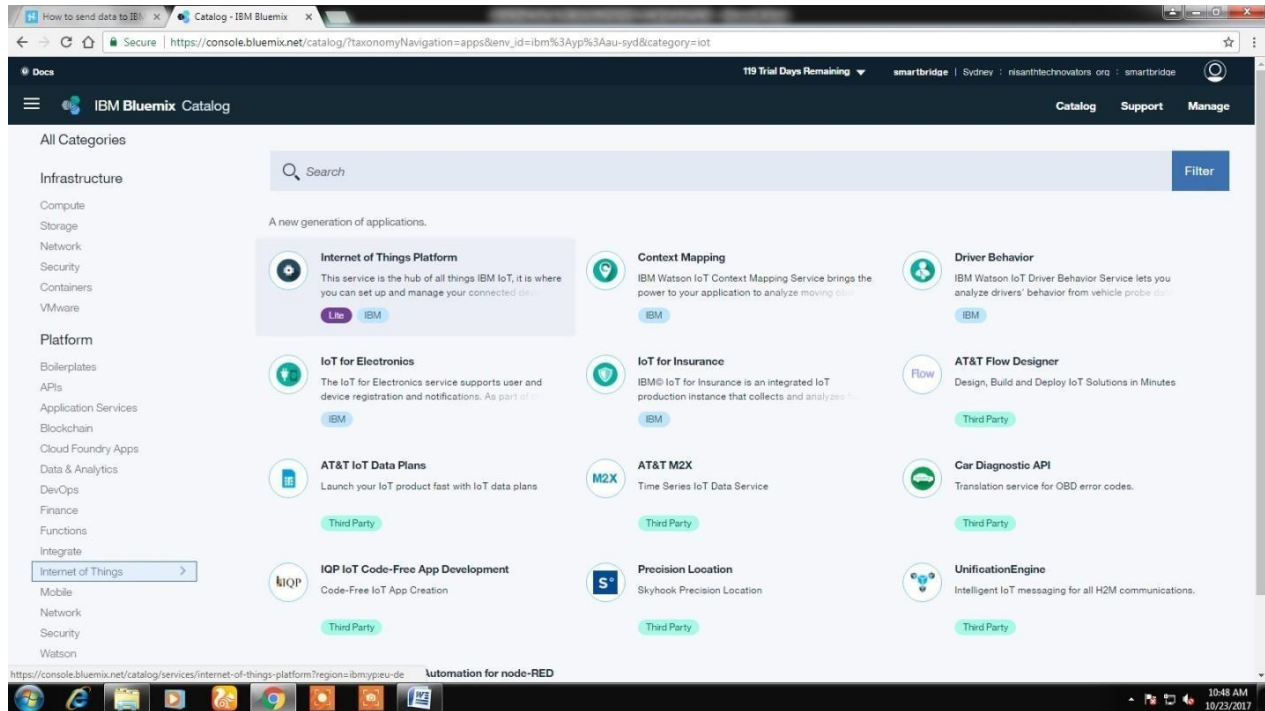 How to send data to IBM
Catalog - IBM Bluemix
Secure | https://console.bluemix.net/catalog/?taxonomyNavigation=apps&env_id=ibm%3Ayp%3Aau-syd&category=iot
Docs
119 Trial Days Remaining
smartbridge | Sydney : nisanthtechnovators org : smartbridge
IBM Bluemix Catalog
Catalog Support Manage
All Categories
Infrastructure
Compute
Storage
Network
Security
Containers
VMware
Platform
Boilerplates
APIs
Application Services
Blockchain
Cloud Foundry Apps
Data & Analytics
DevOps
Finance
Functions
Integrate
Internet of Things
Mobile
Network
Security
Watson
Search
Filter
A new generation of applications.
Internet of Things Platform
This service is the hub of all things IBM IoT, it is where
you can set up and manage your connected
Lite IBM
Context Mapping
IBM Watson IoT Context Mapping Service brings the
power to your application to analyze moving
IBM
Driver Behavior
IBM Watson IoT Driver Behavior Service lets you
analyze drivers' behavior from vehicle probe data
IBM
IoT for Electronics
The IoT for Electronics service supports user and
device registration and notifications. As part of
IBM
IoT for Insurance
IBM© IoT for Insurance is an integrated IoT
production instance that collects and analyzes
IBM
Flow
AT&T Flow Designer
Design, Build and Deploy IoT Solutions in Minutes
Third Party
AT&T IoT Data Plans
Launch your IoT product fast with IoT data plans
Third Party
M2X
AT&T M2X
Time Series IoT Data Service
Third Party
Car Diagnostic API
Translation service for OBD error codes.
Third Party
IQP
IQP IoT Code-Free App Development
Code-Free IoT App Creation
Third Party
S°
Precision Location
Skyhook Precision Location
Third Party
UnificationEngine
Intelligent IoT messaging for all H2M communications.
Third Party
https://console.bluemix.net/catalog/services/internet-of-things-platform?region=ibm:yp:eu-de
Automation for node-RED
10:48 AM
10/23/2017